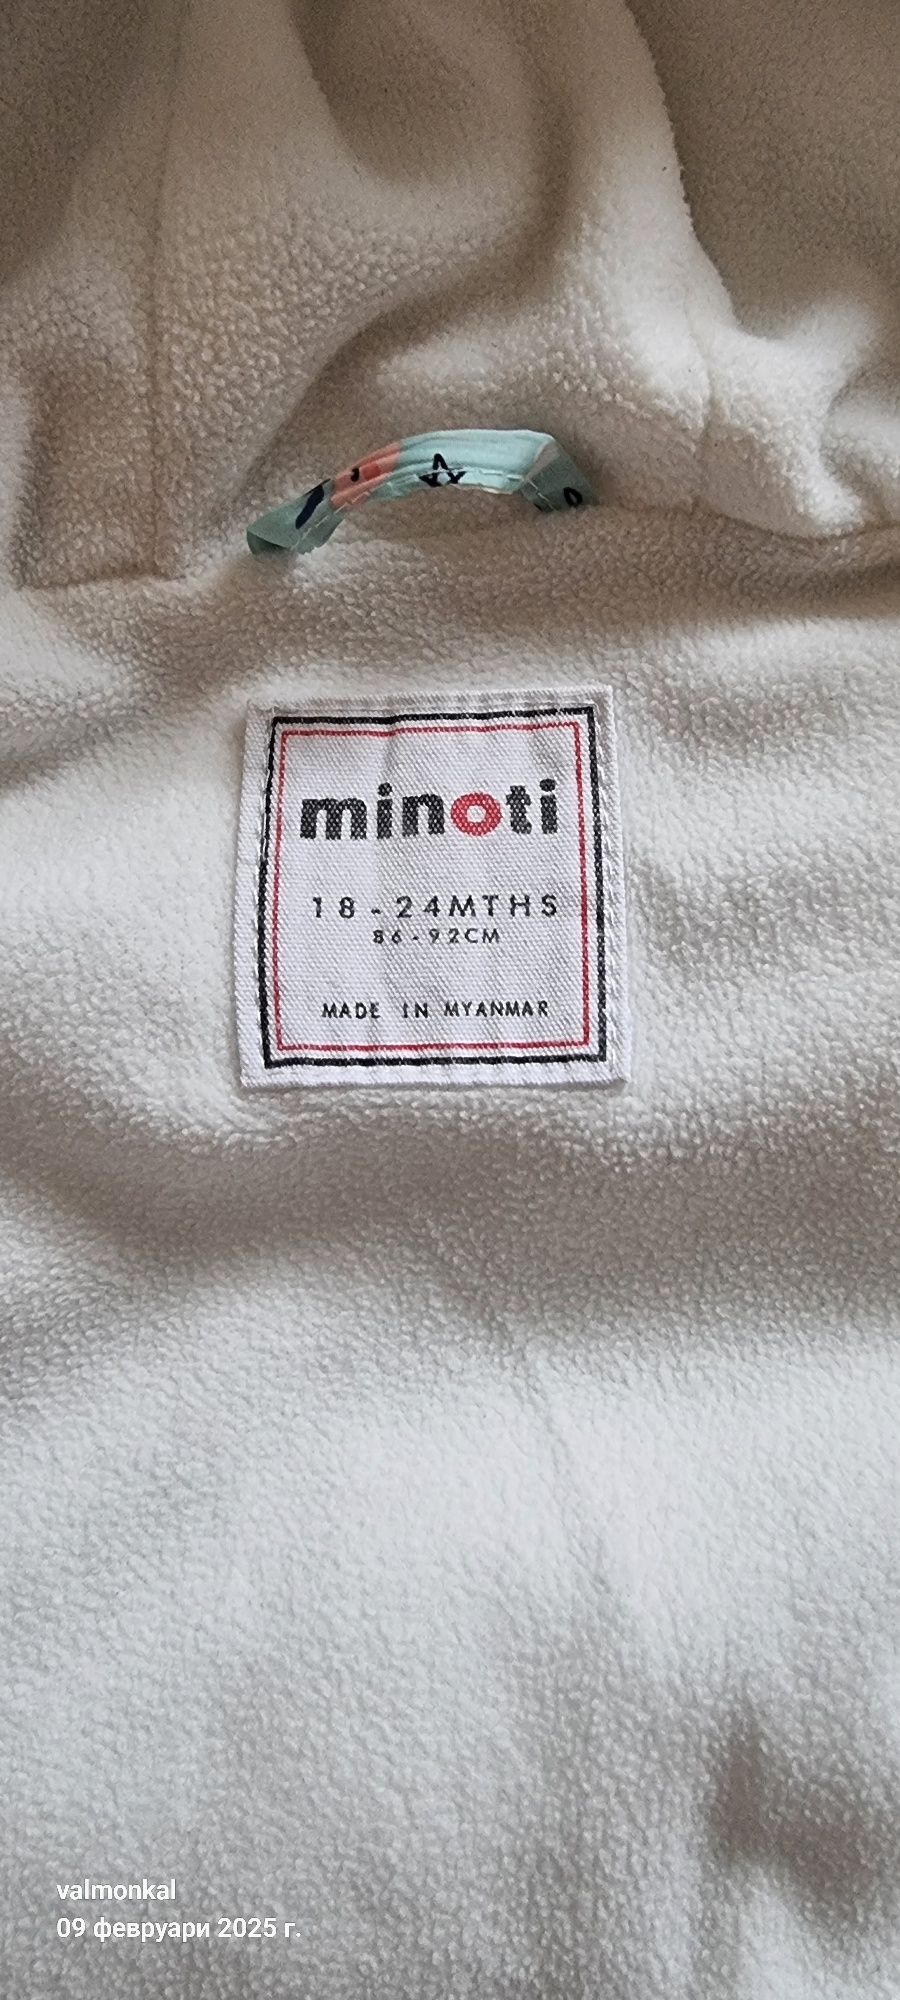 minoti
18-24MTHS
86-92CM
MADE IN MYANMAR
valmonkal
09 февруари 2025 г.